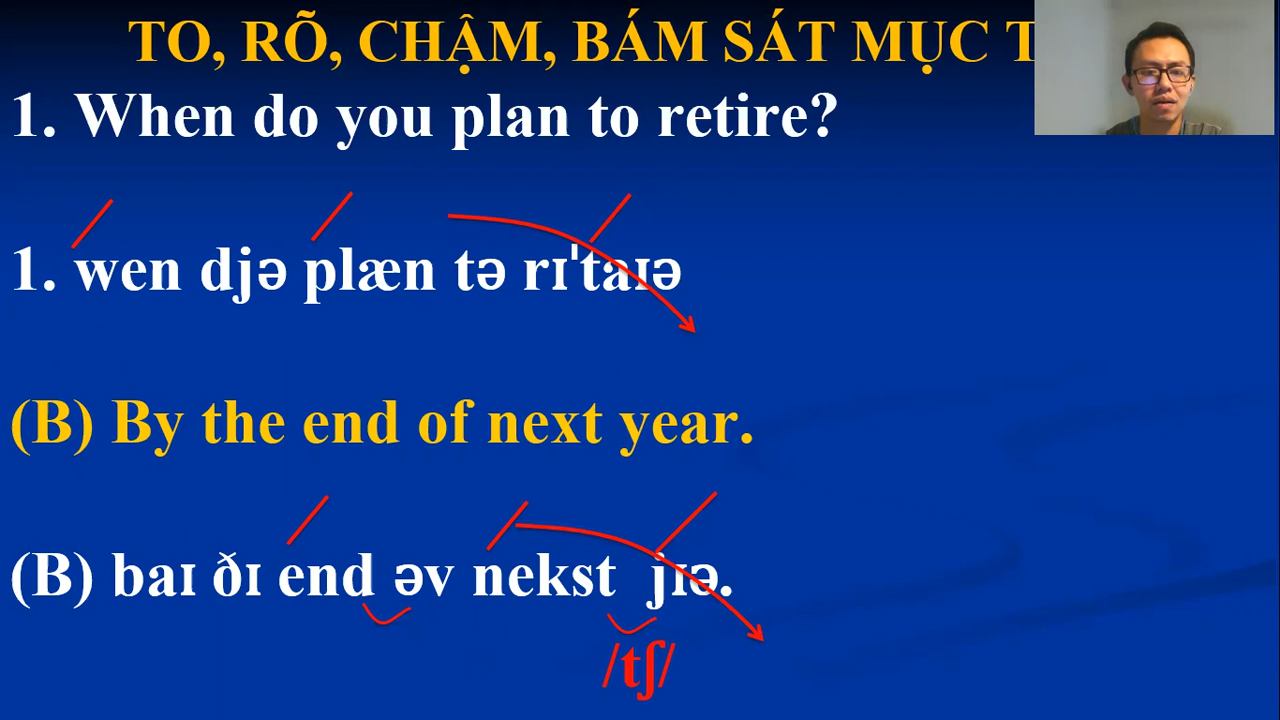 TO, RÕ, CHẬM, BÁM SÁT MỤC
1. When do you plan to retire?
1. wen djə plæn tə rɪˈtaɪə
(B) By the end of next year.
(B) baɪ ðɪ end əv nekst jɪə.
/tʃ/